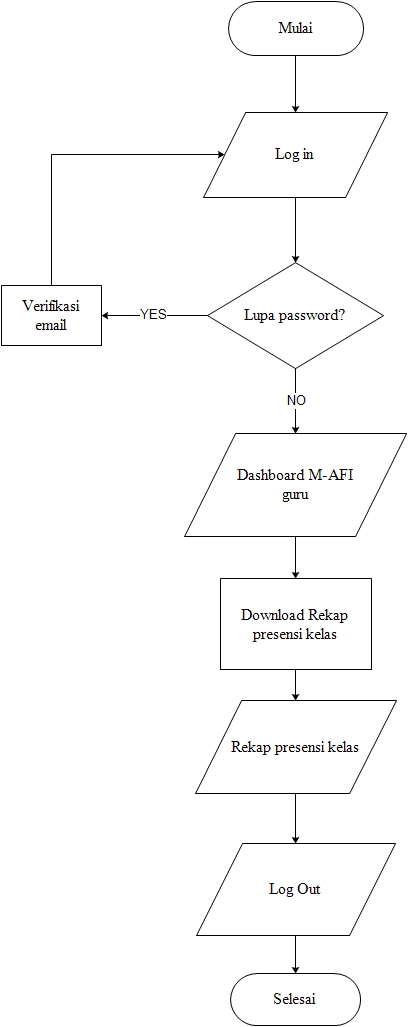 Mulai
Log in
Verifikasi
email
YES
Lupa password?
NO
Dashboard M-AFI
guru
Download Rekap
presensi kelas
Rekap presensi kelas
Log Out
Selesai